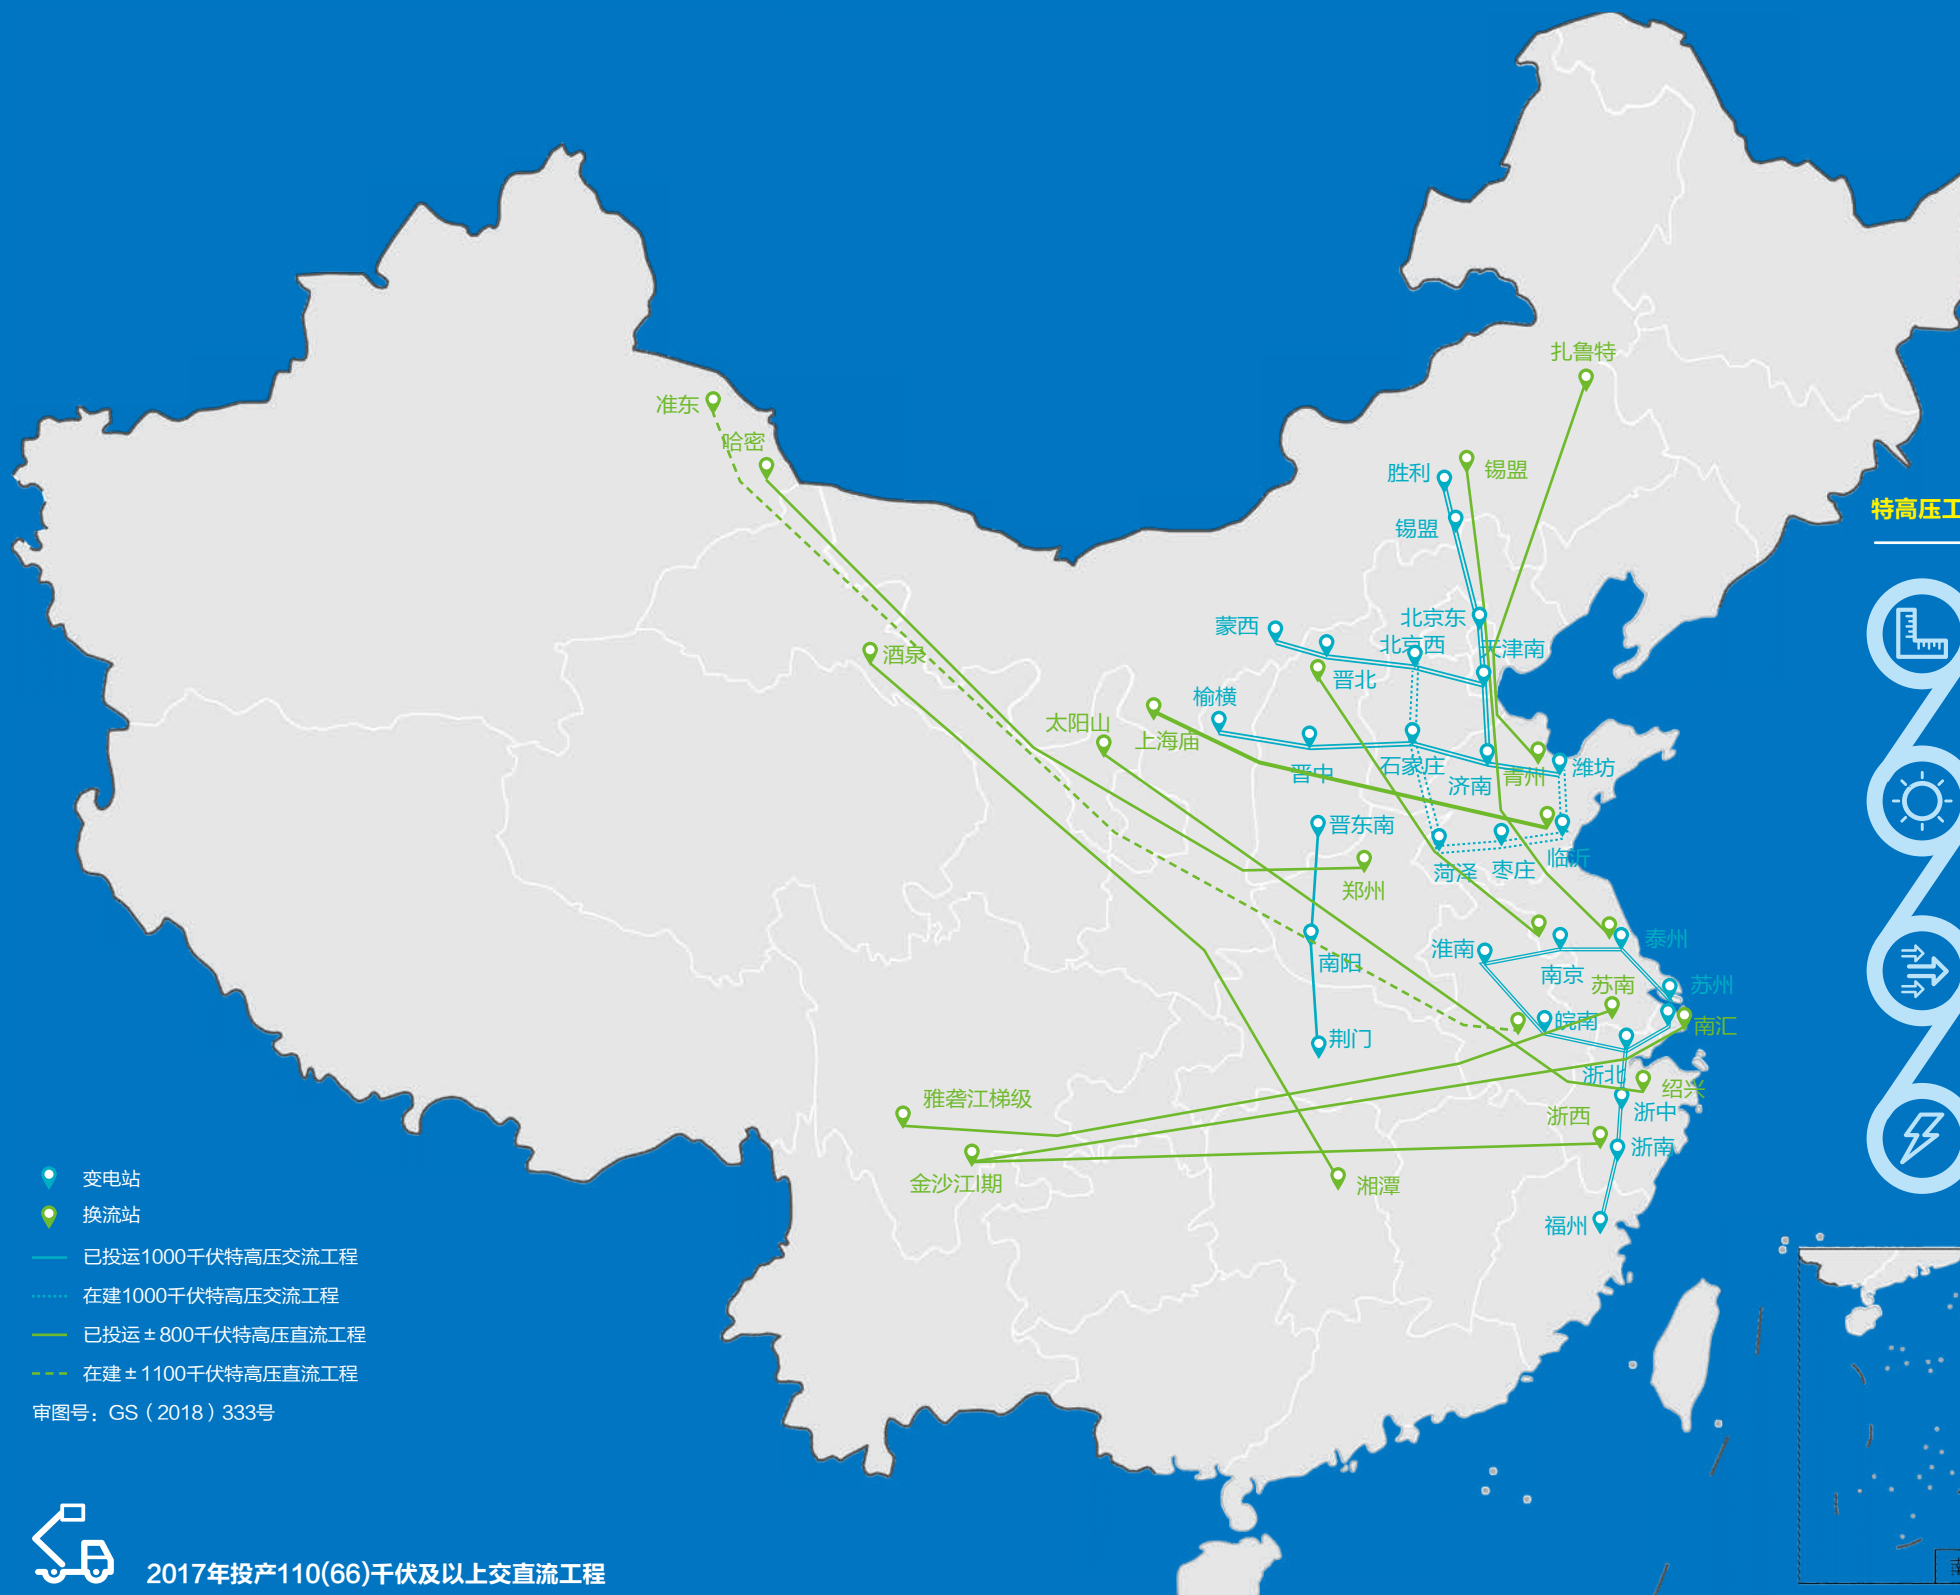 扎鲁特
准东
哈密
胜利
锡盟
锡盟
特高压工
蒙西
北京东
北京西
天津南
酒泉
晋北
榆横
太阳山
上海庙
晋中
石家庄
济南
青州
潍坊
晋东南
郑州
菏泽
枣庄
临沂
淮南
泰州
南阳
南京
苏南
苏州
皖南
南汇
荆门
浙北
绍兴
雅砻江梯级
浙西
浙中
浙南
金沙江I期
湘潭
福州
变电站
换流站
已投运1000千伏特高压交流工程
在建1000千伏特高压交流工程
已投运±800千伏特高压直流工程
在建±1100千伏特高压直流工程
审图号：GS（2018）333号
2017年投产110(66)千伏及以上交直流工程